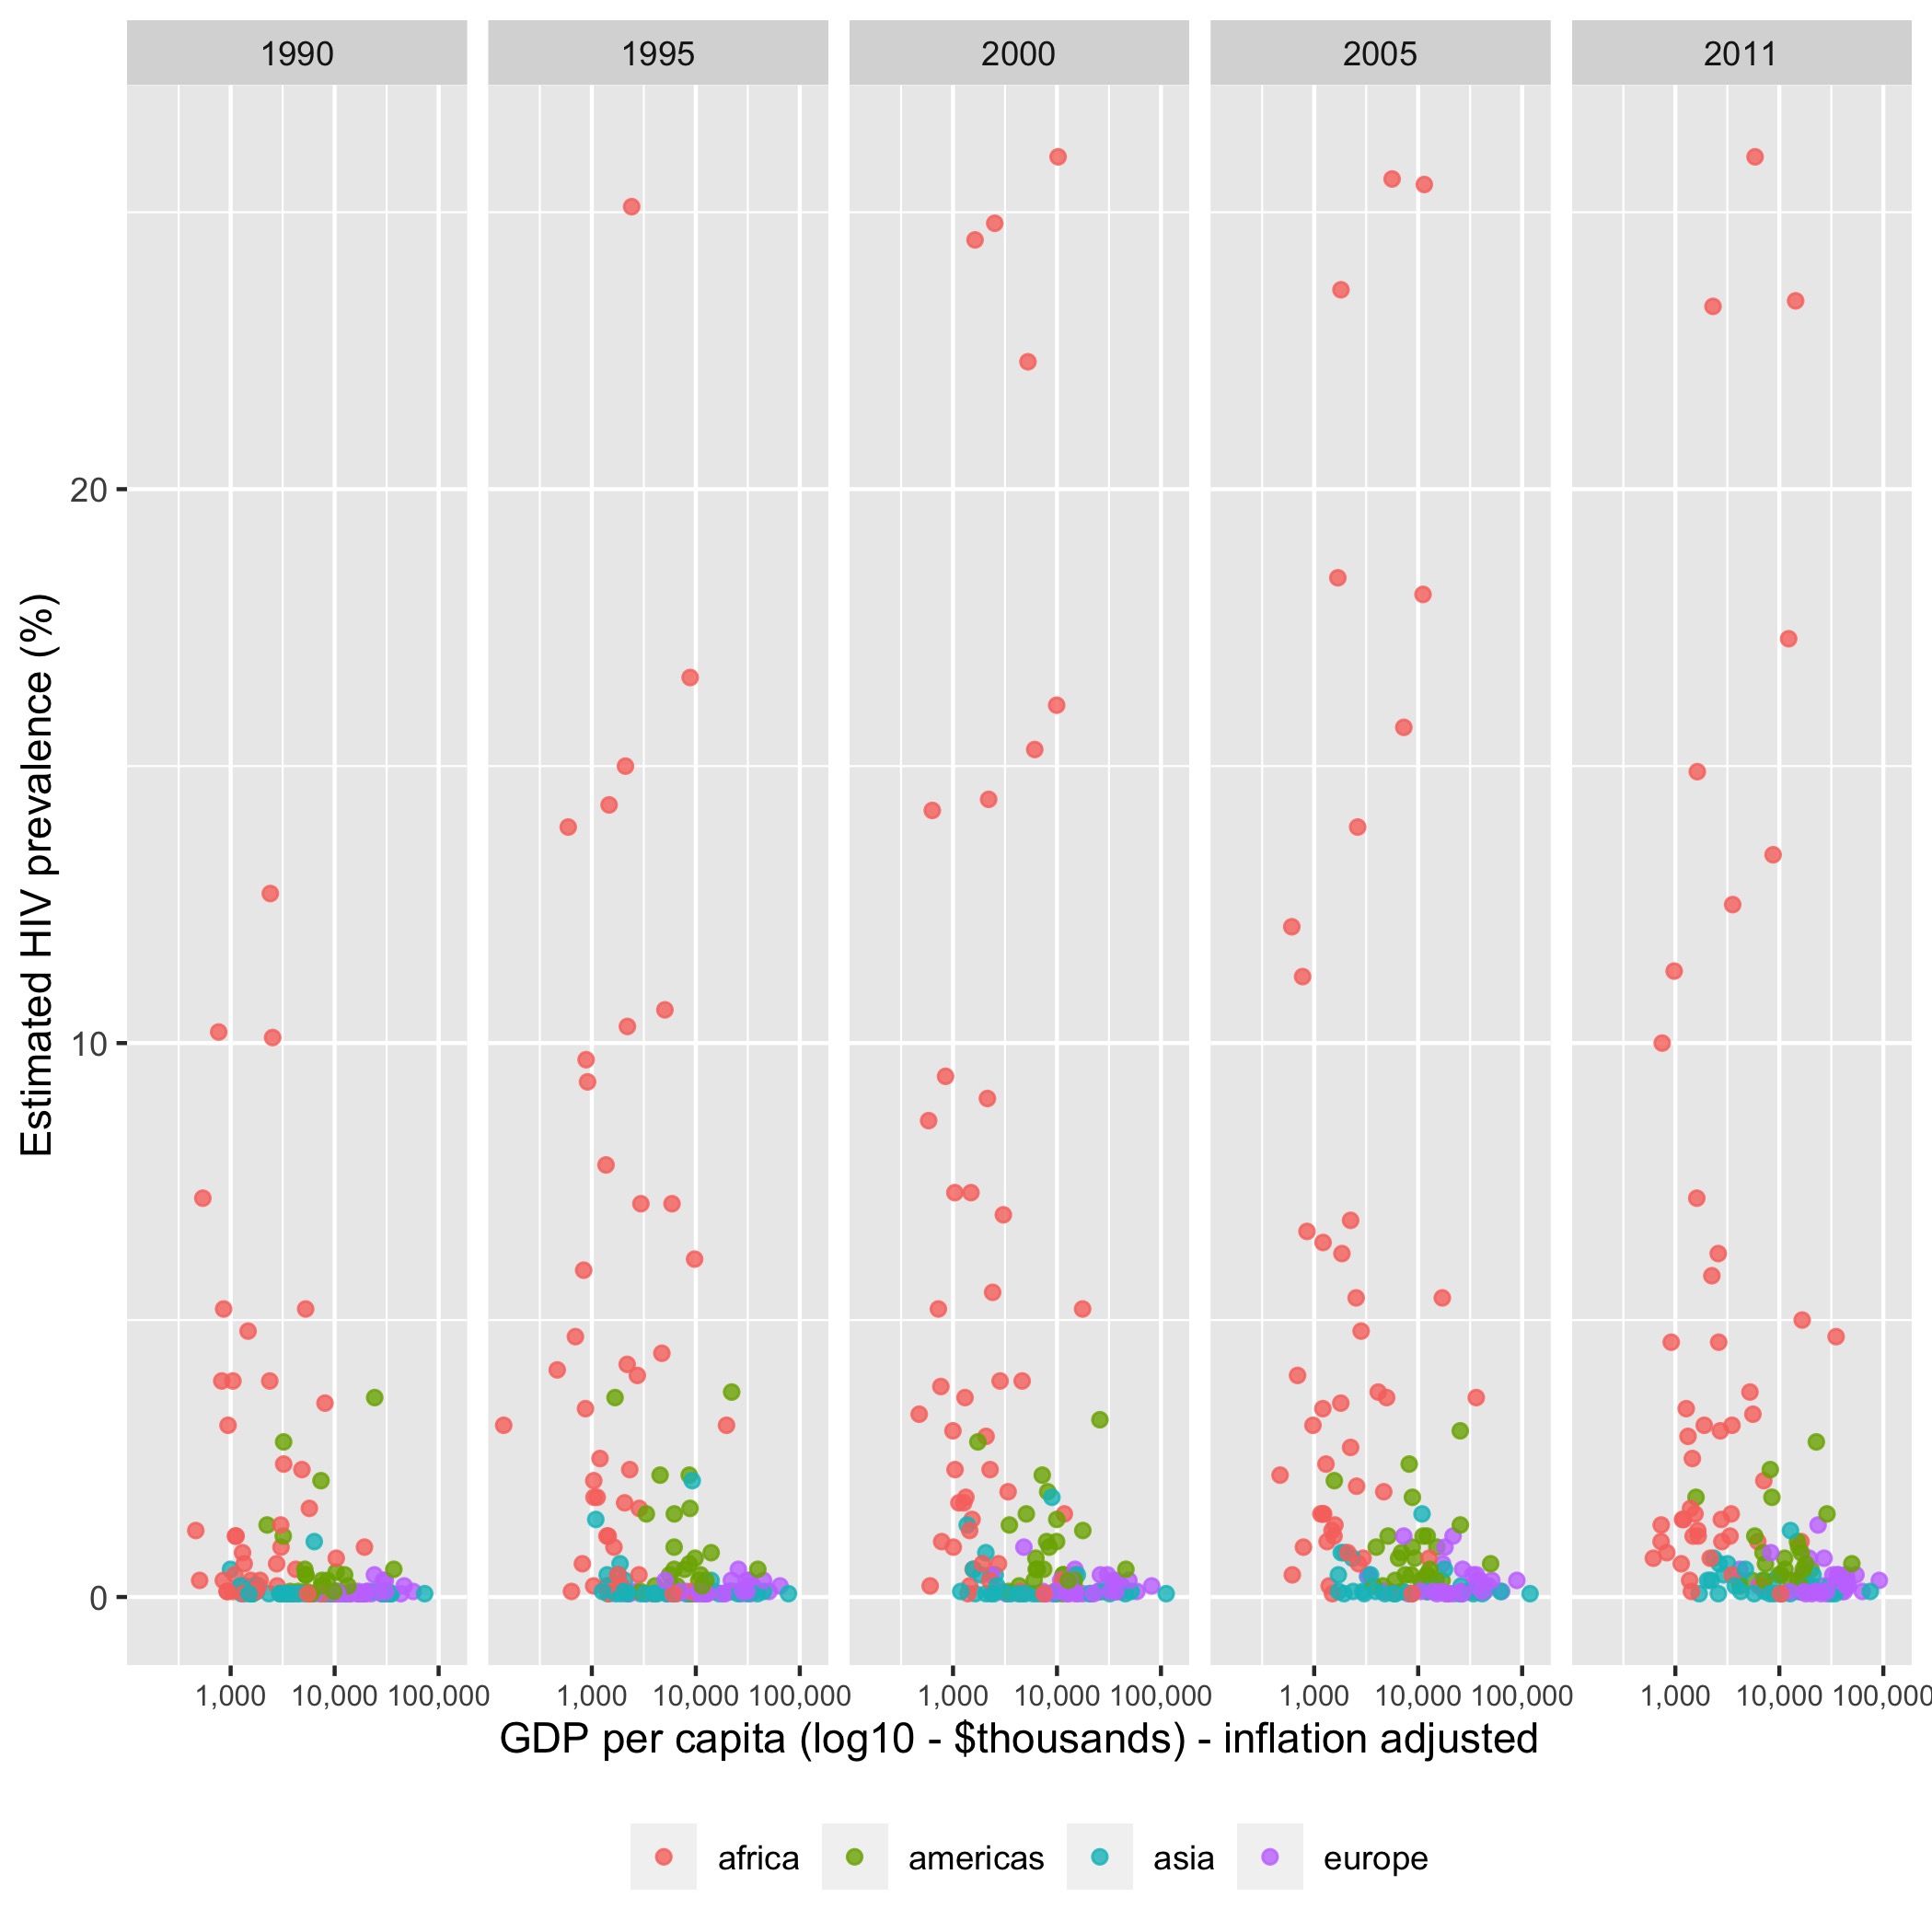 1990 1995 2000 2005 2011
20
10
0
Estimated HIV prevalence (%)
1,000 10,000 100,000 1,000 10,000 100,000 1,000 10,000 100,000 1,000 10,000 100,000 1,000 10,000 100,000
GDP per capita (log10 - $thousands) - inflation adjusted
africa americas asia europe